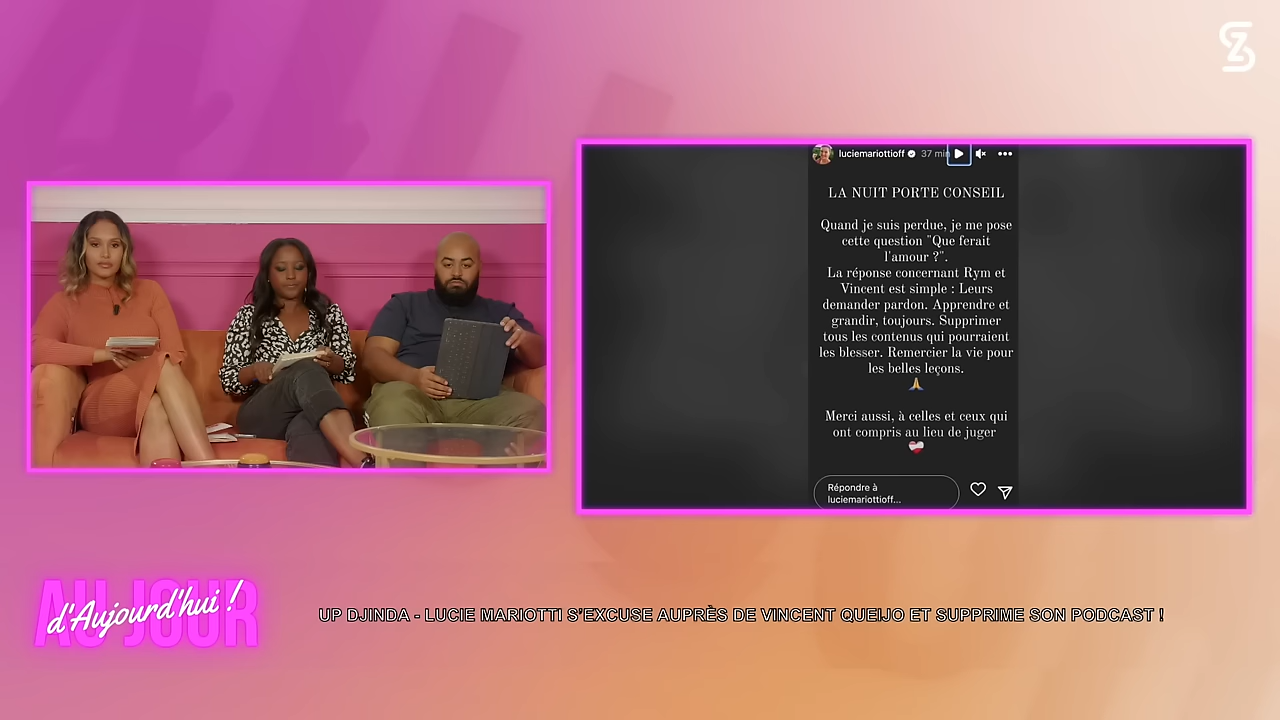 luciemariottioff 37 min
LA NUIT PORTE CONSEIL
Quand je suis perdue, je me pose
cette question "Que ferait
l'amour ?".
La réponse concernant Rym et
Vincent est simple : Leurs
demander pardon. Apprendre et
grandir, toujours. Supprimer
tous les contenus qui pourraient
les blesser. Remercier la vie pour
les belles leçons.
🙏
Merci aussi, à celles et ceux qui
ont compris au lieu de juger
Répondre à
luciemariottioff...
AU JOUR
d'Aujourd'hui !
UP DJINDA - LUCIE MARIOTTI S'EXCUSE AUPRÈS DE VINCENT QUEIJO ET SUPPRIME SON PODCAST !